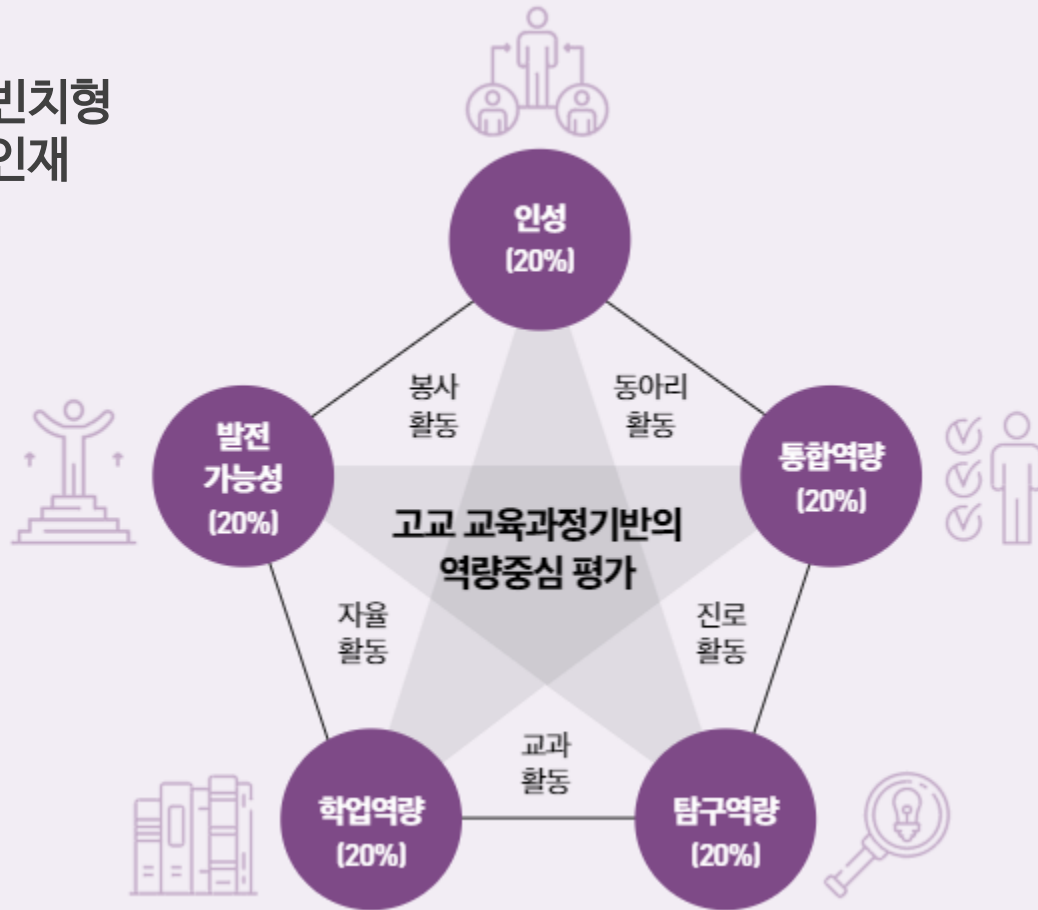 빈치형
인재
인성
(20%)
봉사
활동
동아리
활동
발전
가능성
(20%)
통합역량
(20%)
고교 교육과정기반의
역량중심 평가
자율
활동
진로
활동
교과
활동
학업역량
(20%)
탐구역량
(20%)